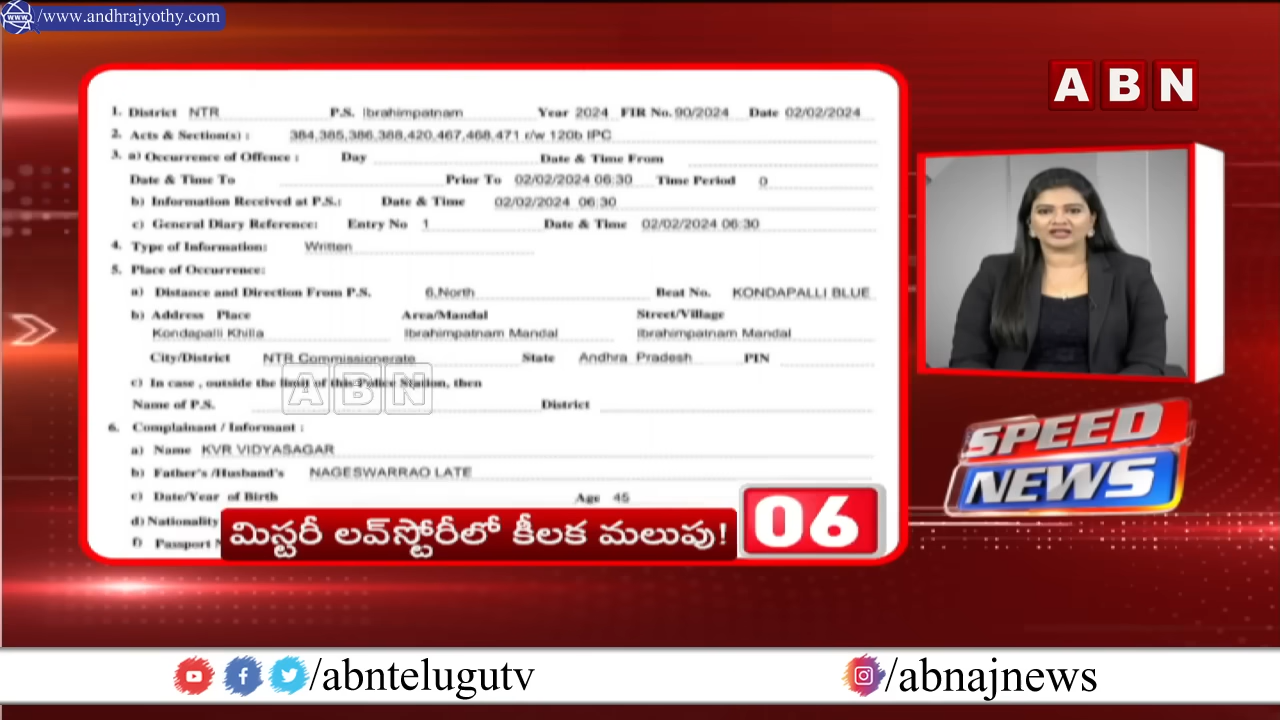 www. /www.andhrajyothy.com
ABN
1. District NTR P.S. Ibrahimpatnam Year 2024 FIR No. 90/2024 Date 02/02/2024
2. Acts & Section(s) : 384,385,386,388,420,467,468,471 r/w 120b IPC
3. a) Occurrence of Offence : Day Date & Time From
Date & Time To Prior To 02/02/2024 06:30 Time Period 0
b) Information Received at P.S.: Date & Time 02/02/2024 06:30
c) General Diary Reference: Entry No 1 Date & Time 02/02/2024 06:30
4. Type of Information: Written
5. Place of Occurrence:
a) Distance and Direction From P.S. 6,North Beat No. KONDAPALLI BLUE
b) Address Place Area/Mandal Street/Village
Kondapalli Khilla Ibrahimpatnam Mandal Ibrahimpatnam Mandal
City/District NTR Commissionerate State Andhra Pradesh PIN
c) In case , outside the limit of this Police Station, then
ABN
Name of P.S. District
6. Complainant / Informant :
a) Name KVR VIDYASAGAR
b) Father's /Husband's NAGESWARRAO LATE
c) Date/Year of Birth Age 45
d) Nationality
f) Passport
మిస్టరీ లవ్‌స్టోరీలో కీలక మలుపు!
06
SPEED
NEWS
/abntelugutv
/abnajnews